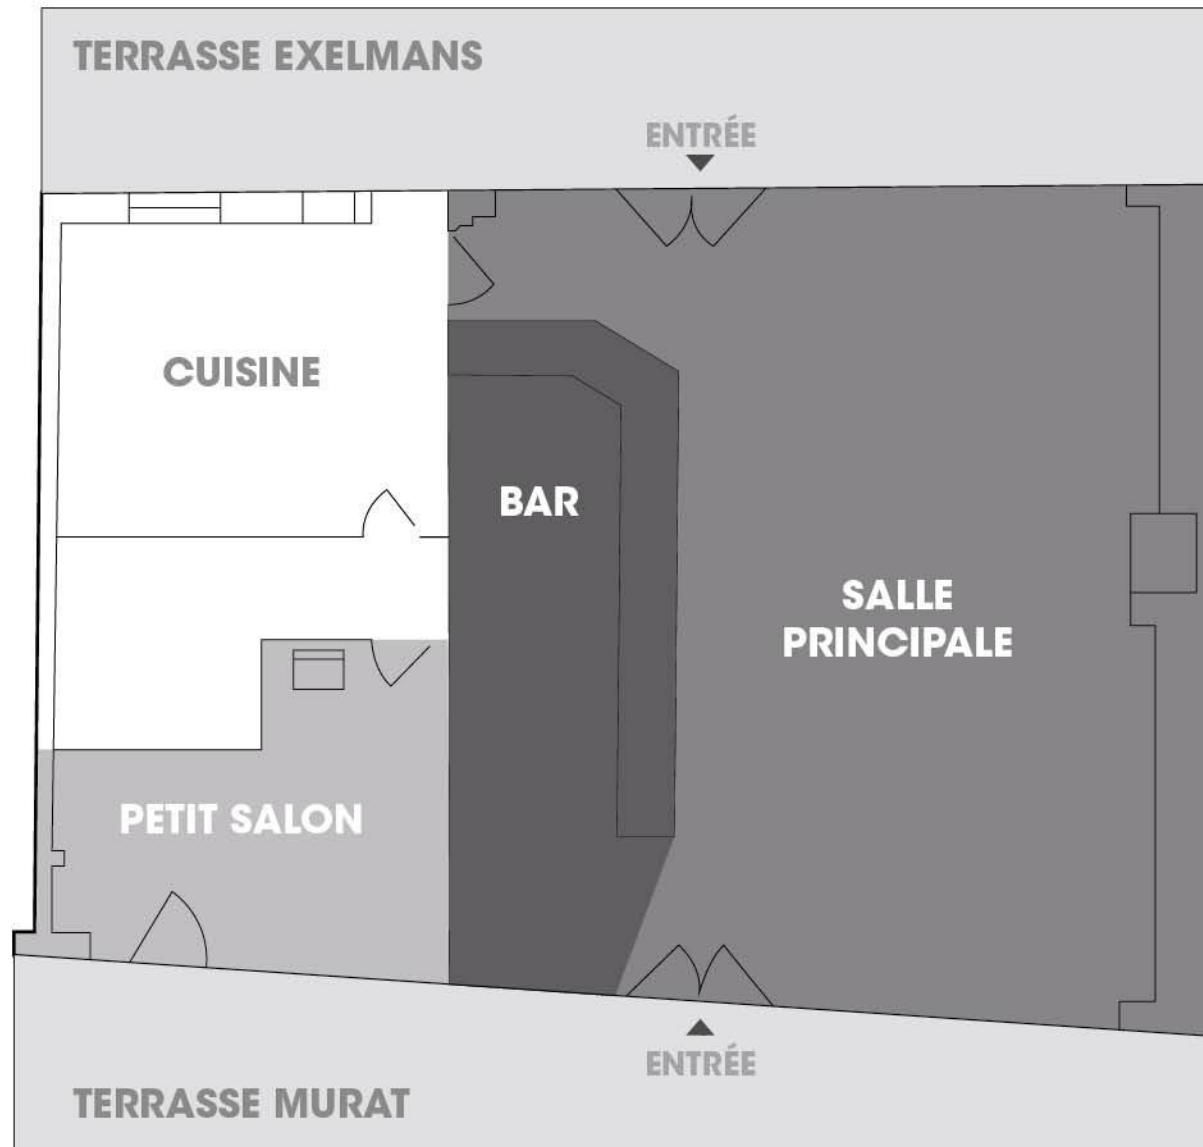 TERRASSE EXELMANS
ENTRÉE
CUISINE
BAR
SALLE
PRINCIPALE
PETIT SALON
ENTRÉE
TERRASSE MURAT